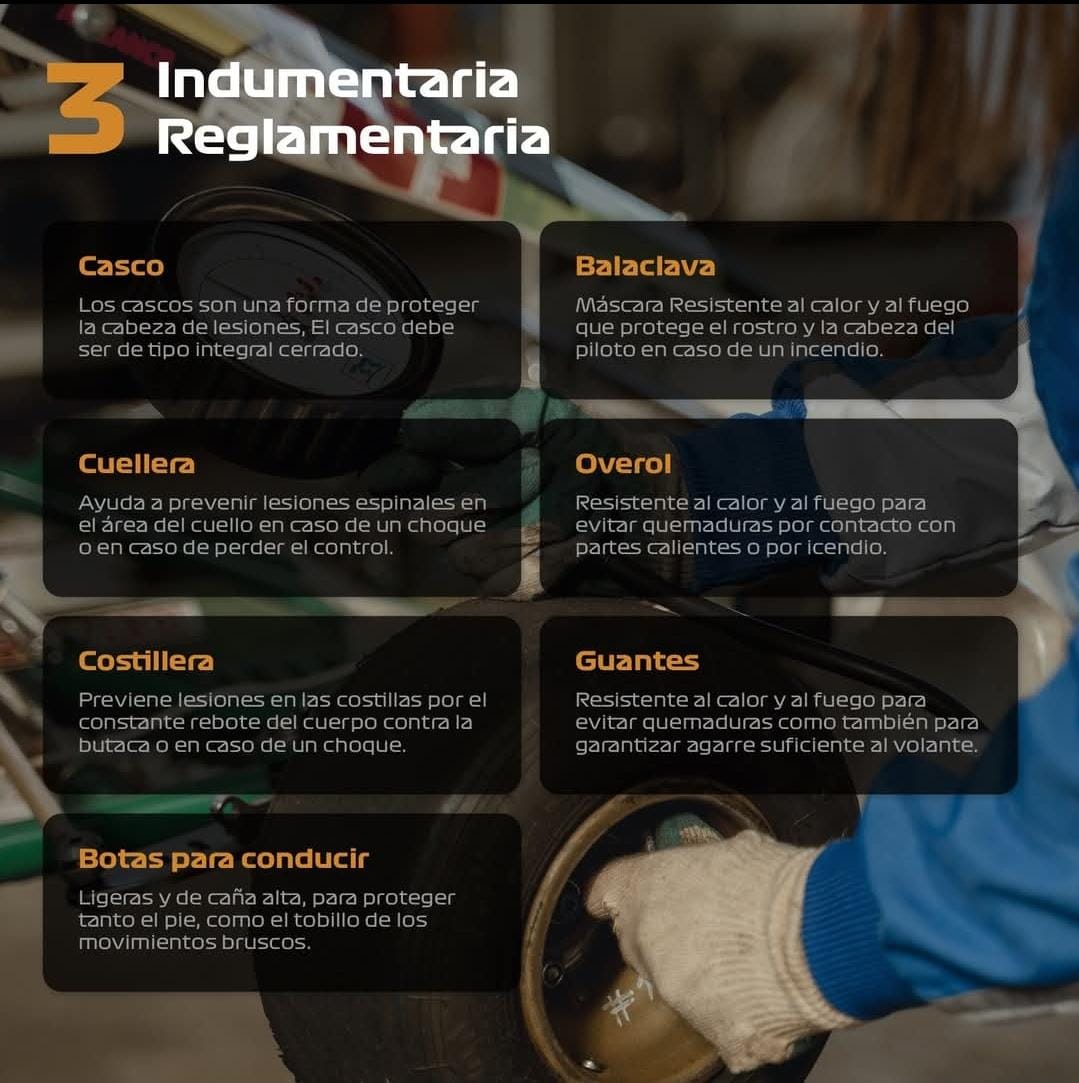 3
Indumentaria
Reglamentaria
Casco
Los cascos son una forma de proteger
la cabeza de lesiones, El casco debe
ser de tipo integral cerrado.
Balaclava
Máscara Resistente al calor y al fuego
que protege el rostro y la cabeza del
piloto en caso de un incendio.
Cuellera
Ayuda a prevenir lesiones espinales en
el área del cuello en caso de un choque
o en caso de perder el control.
Overol
Resistente al calor y al fuego para
evitar quemaduras por contacto con
partes calientes o por icendio.
Costillera
Previene lesiones en las costillas por el
constante rebote del cuerpo contra la
butaca o en caso de un choque.
Guantes
Resistente al calor y al fuego para
evitar quemaduras como también para
garantizar agarre suficiente al volante.
Botas para conducir
Ligeras y de caña alta, para proteger
tanto el pie, como el tobillo de los
movimientos bruscos.